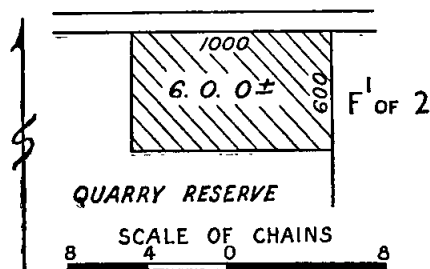 1000
6. 0. 0±
600
F¹ OF 2
QUARRY RESERVE
SCALE OF CHAINS
8 4 0 8